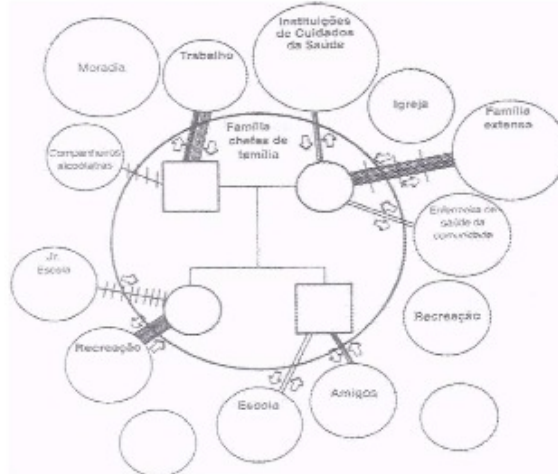 Instituições
de Cuidados
da Saúde
Trabalho
Moradia
Igreja
Família
extensa
Família
chefes de
família
Companheiros
alcoólatras
Enfermeira de
saúde da
comunidade
Jr.
Escola
Recreação
Recreação
Escola
Amigos